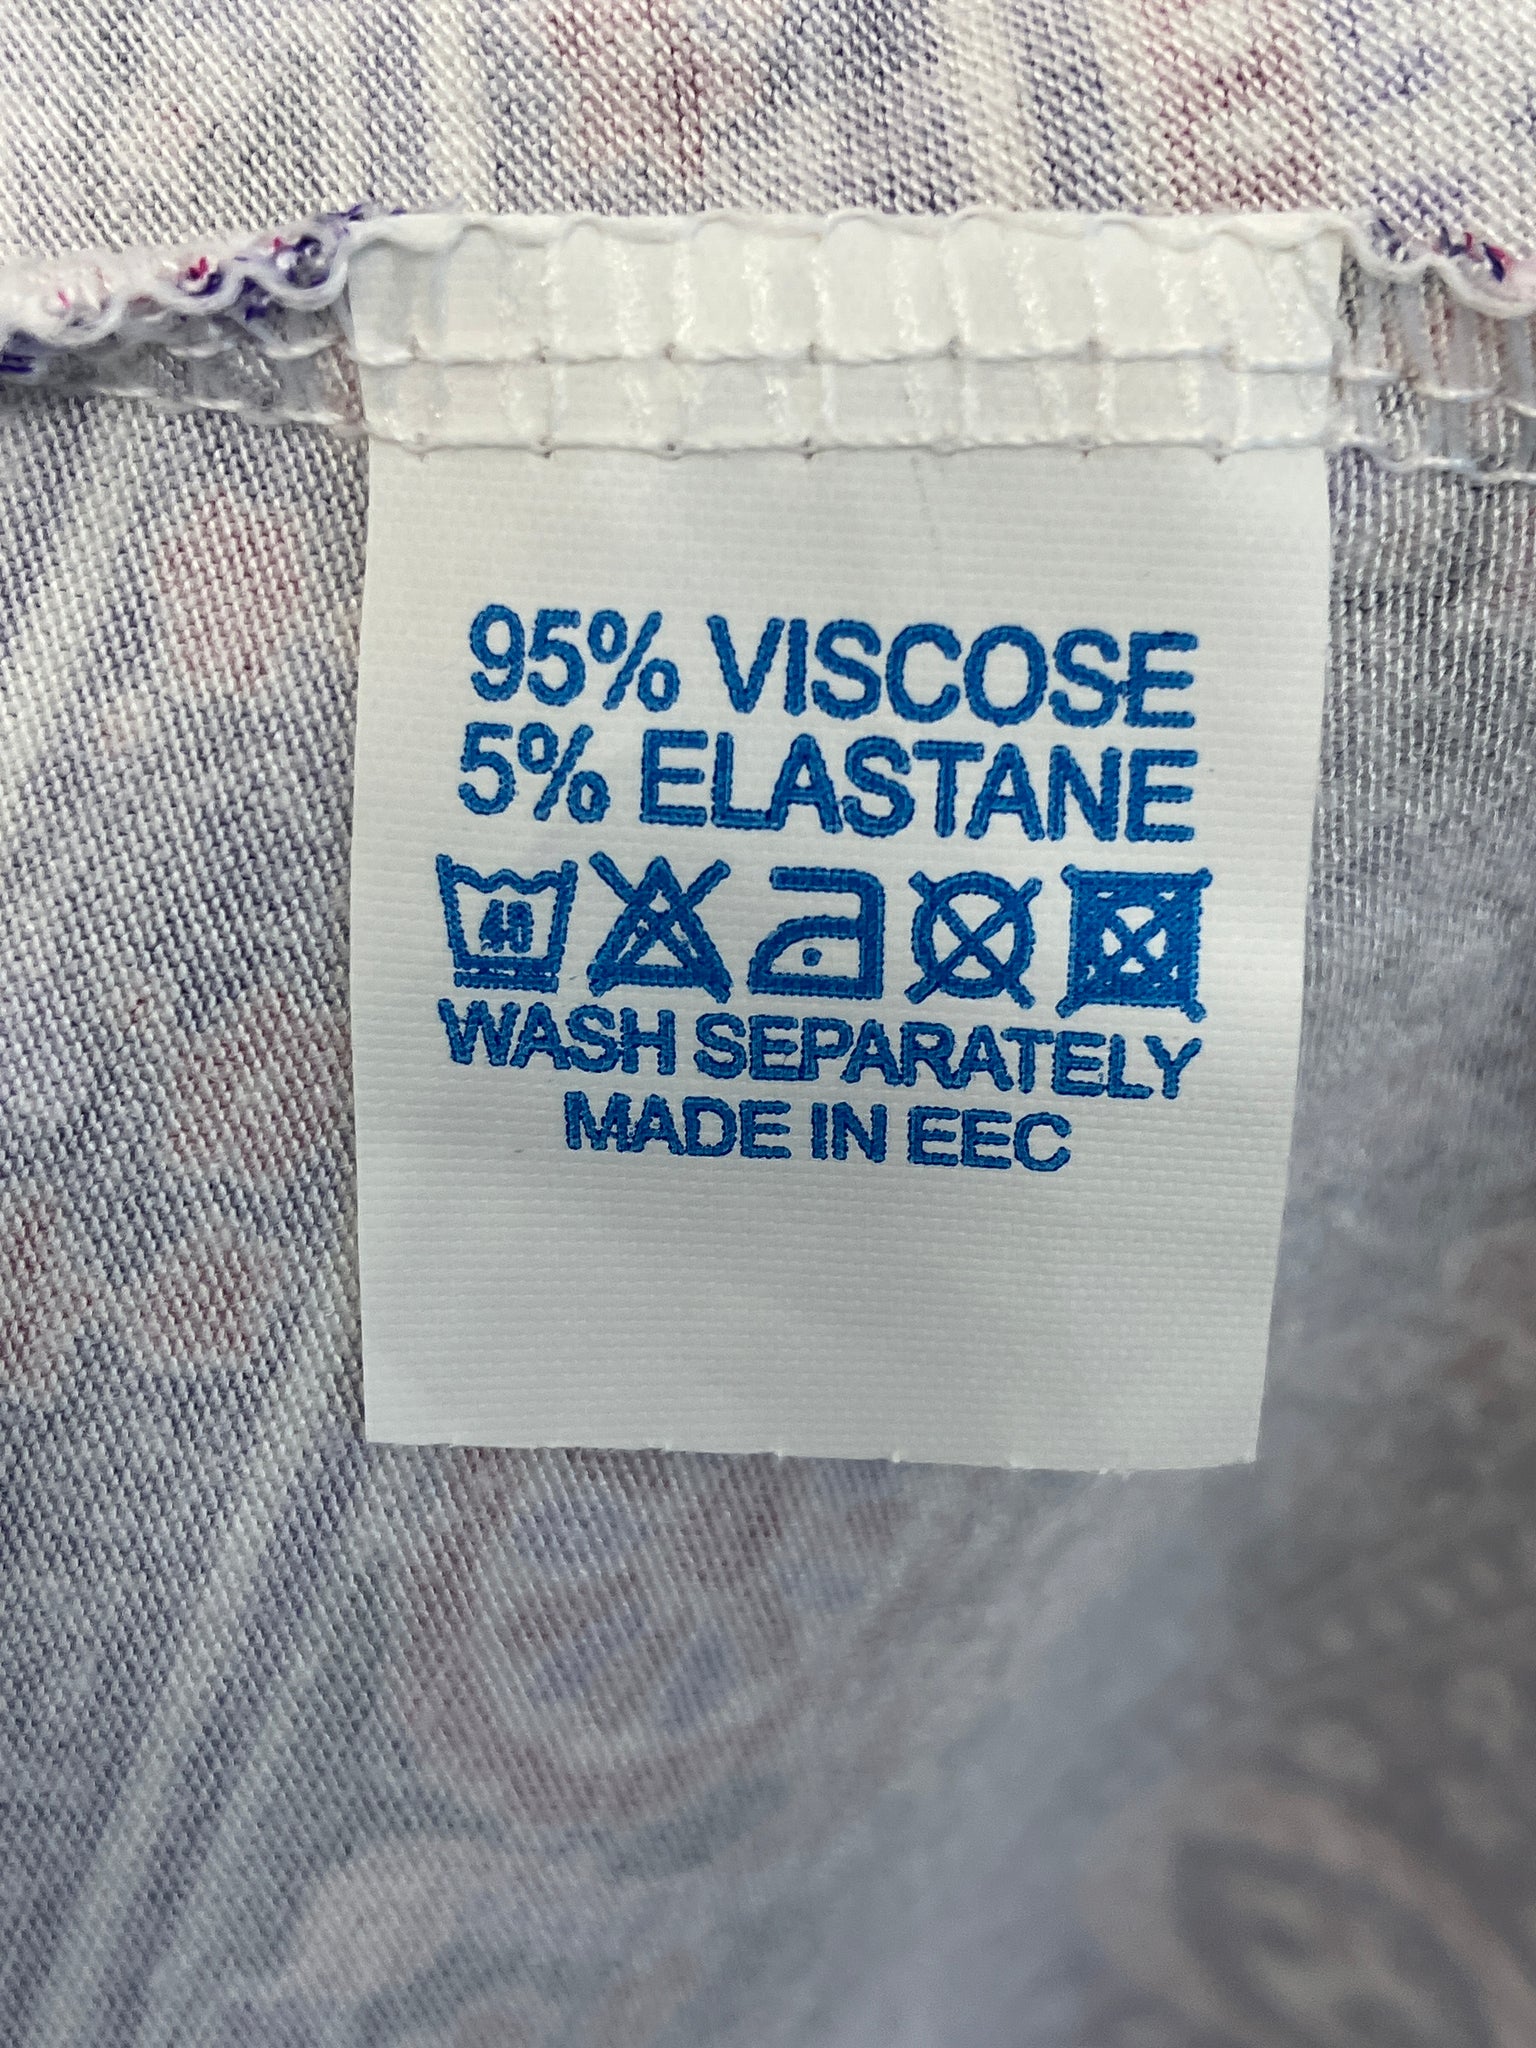 95% VISCOSE
5% ELASTANE
40
WASH SEPARATELY
MADE IN EEC